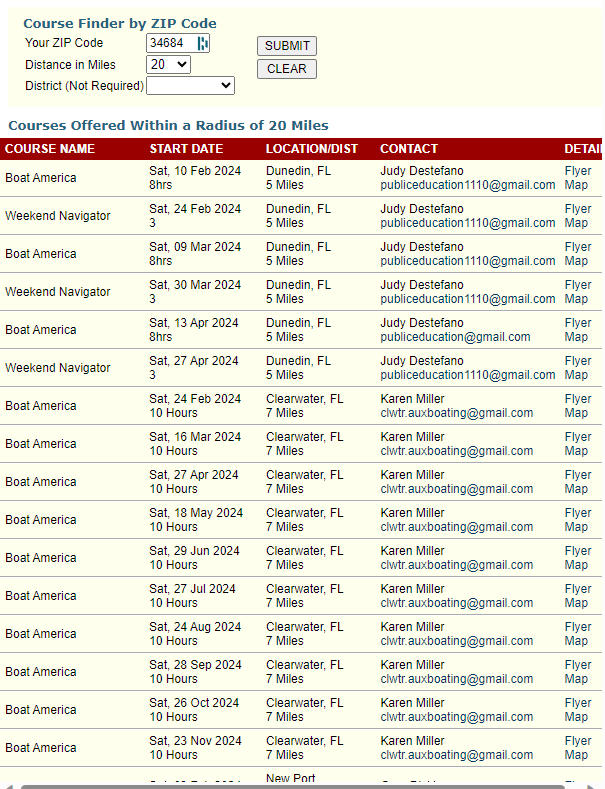 Course Finder by ZIP Code
Your ZIP Code 34684 SUBMIT
Distance in Miles 20 CLEAR
District (Not Required)
Courses Offered Within a Radius of 20 Miles
COURSE NAME START DATE LOCATION/DIST CONTACT DETAI
Boat America Sat, 10 Feb 2024 Dunedin, FL Judy Destefano Flyer
8hrs 5 Miles publiceducation1110@gmail.com Map
Weekend Navigator Sat, 24 Feb 2024 Dunedin, FL Judy Destefano Flyer
3 5 Miles publiceducation1110@gmail.com Map
Boat America Sat, 09 Mar 2024 Dunedin, FL Judy Destefano Flyer
8hrs 5 Miles publiceducation1110@gmail.com Map
Weekend Navigator Sat, 30 Mar 2024 Dunedin, FL Judy Destefano Flyer
3 5 Miles publiceducation1110@gmail.com Map
Boat America Sat, 13 Apr 2024 Dunedin, FL Judy Destefano Flyer
8hrs 5 Miles publiceducation@gmail.com Map
Weekend Navigator Sat, 27 Apr 2024 Dunedin, FL Judy Destefano Flyer
3 5 Miles publiceducation1110@gmail.com Map
Boat America Sat, 24 Feb 2024 Clearwater, FL Karen Miller Flyer
10 Hours 7 Miles clwtr.auxboating@gmail.com Map
Boat America Sat, 16 Mar 2024 Clearwater, FL Karen Miller Flyer
10 Hours 7 Miles clwtr.auxboating@gmail.com Map
Boat America Sat, 27 Apr 2024 Clearwater, FL Karen Miller Flyer
10 Hours 7 Miles clwtr.auxboating@gmail.com Map
Boat America Sat, 18 May 2024 Clearwater, FL Karen Miller Flyer
10 Hours 7 Miles clwtr.auxboating@gmail.com Map
Boat America Sat, 29 Jun 2024 Clearwater, FL Karen Miller Flyer
10 Hours 7 Miles clwtr.auxboating@gmail.com Map
Boat America Sat, 27 Jul 2024 Clearwater, FL Karen Miller Flyer
10 Hours 7 Miles clwtr.auxboating@gmail.com Map
Boat America Sat, 24 Aug 2024 Clearwater, FL Karen Miller Flyer
10 Hours 7 Miles clwtr.auxboating@gmail.com Map
Boat America Sat, 28 Sep 2024 Clearwater, FL Karen Miller Flyer
10 Hours 7 Miles clwtr.auxboating@gmail.com Map
Boat America Sat, 26 Oct 2024 Clearwater, FL Karen Miller Flyer
10 Hours 7 Miles clwtr.auxboating@gmail.com Map
Boat America Sat, 23 Nov 2024 Clearwater, FL Karen Miller Flyer
10 Hours 7 Miles clwtr.auxboating@gmail.com Map
New Port